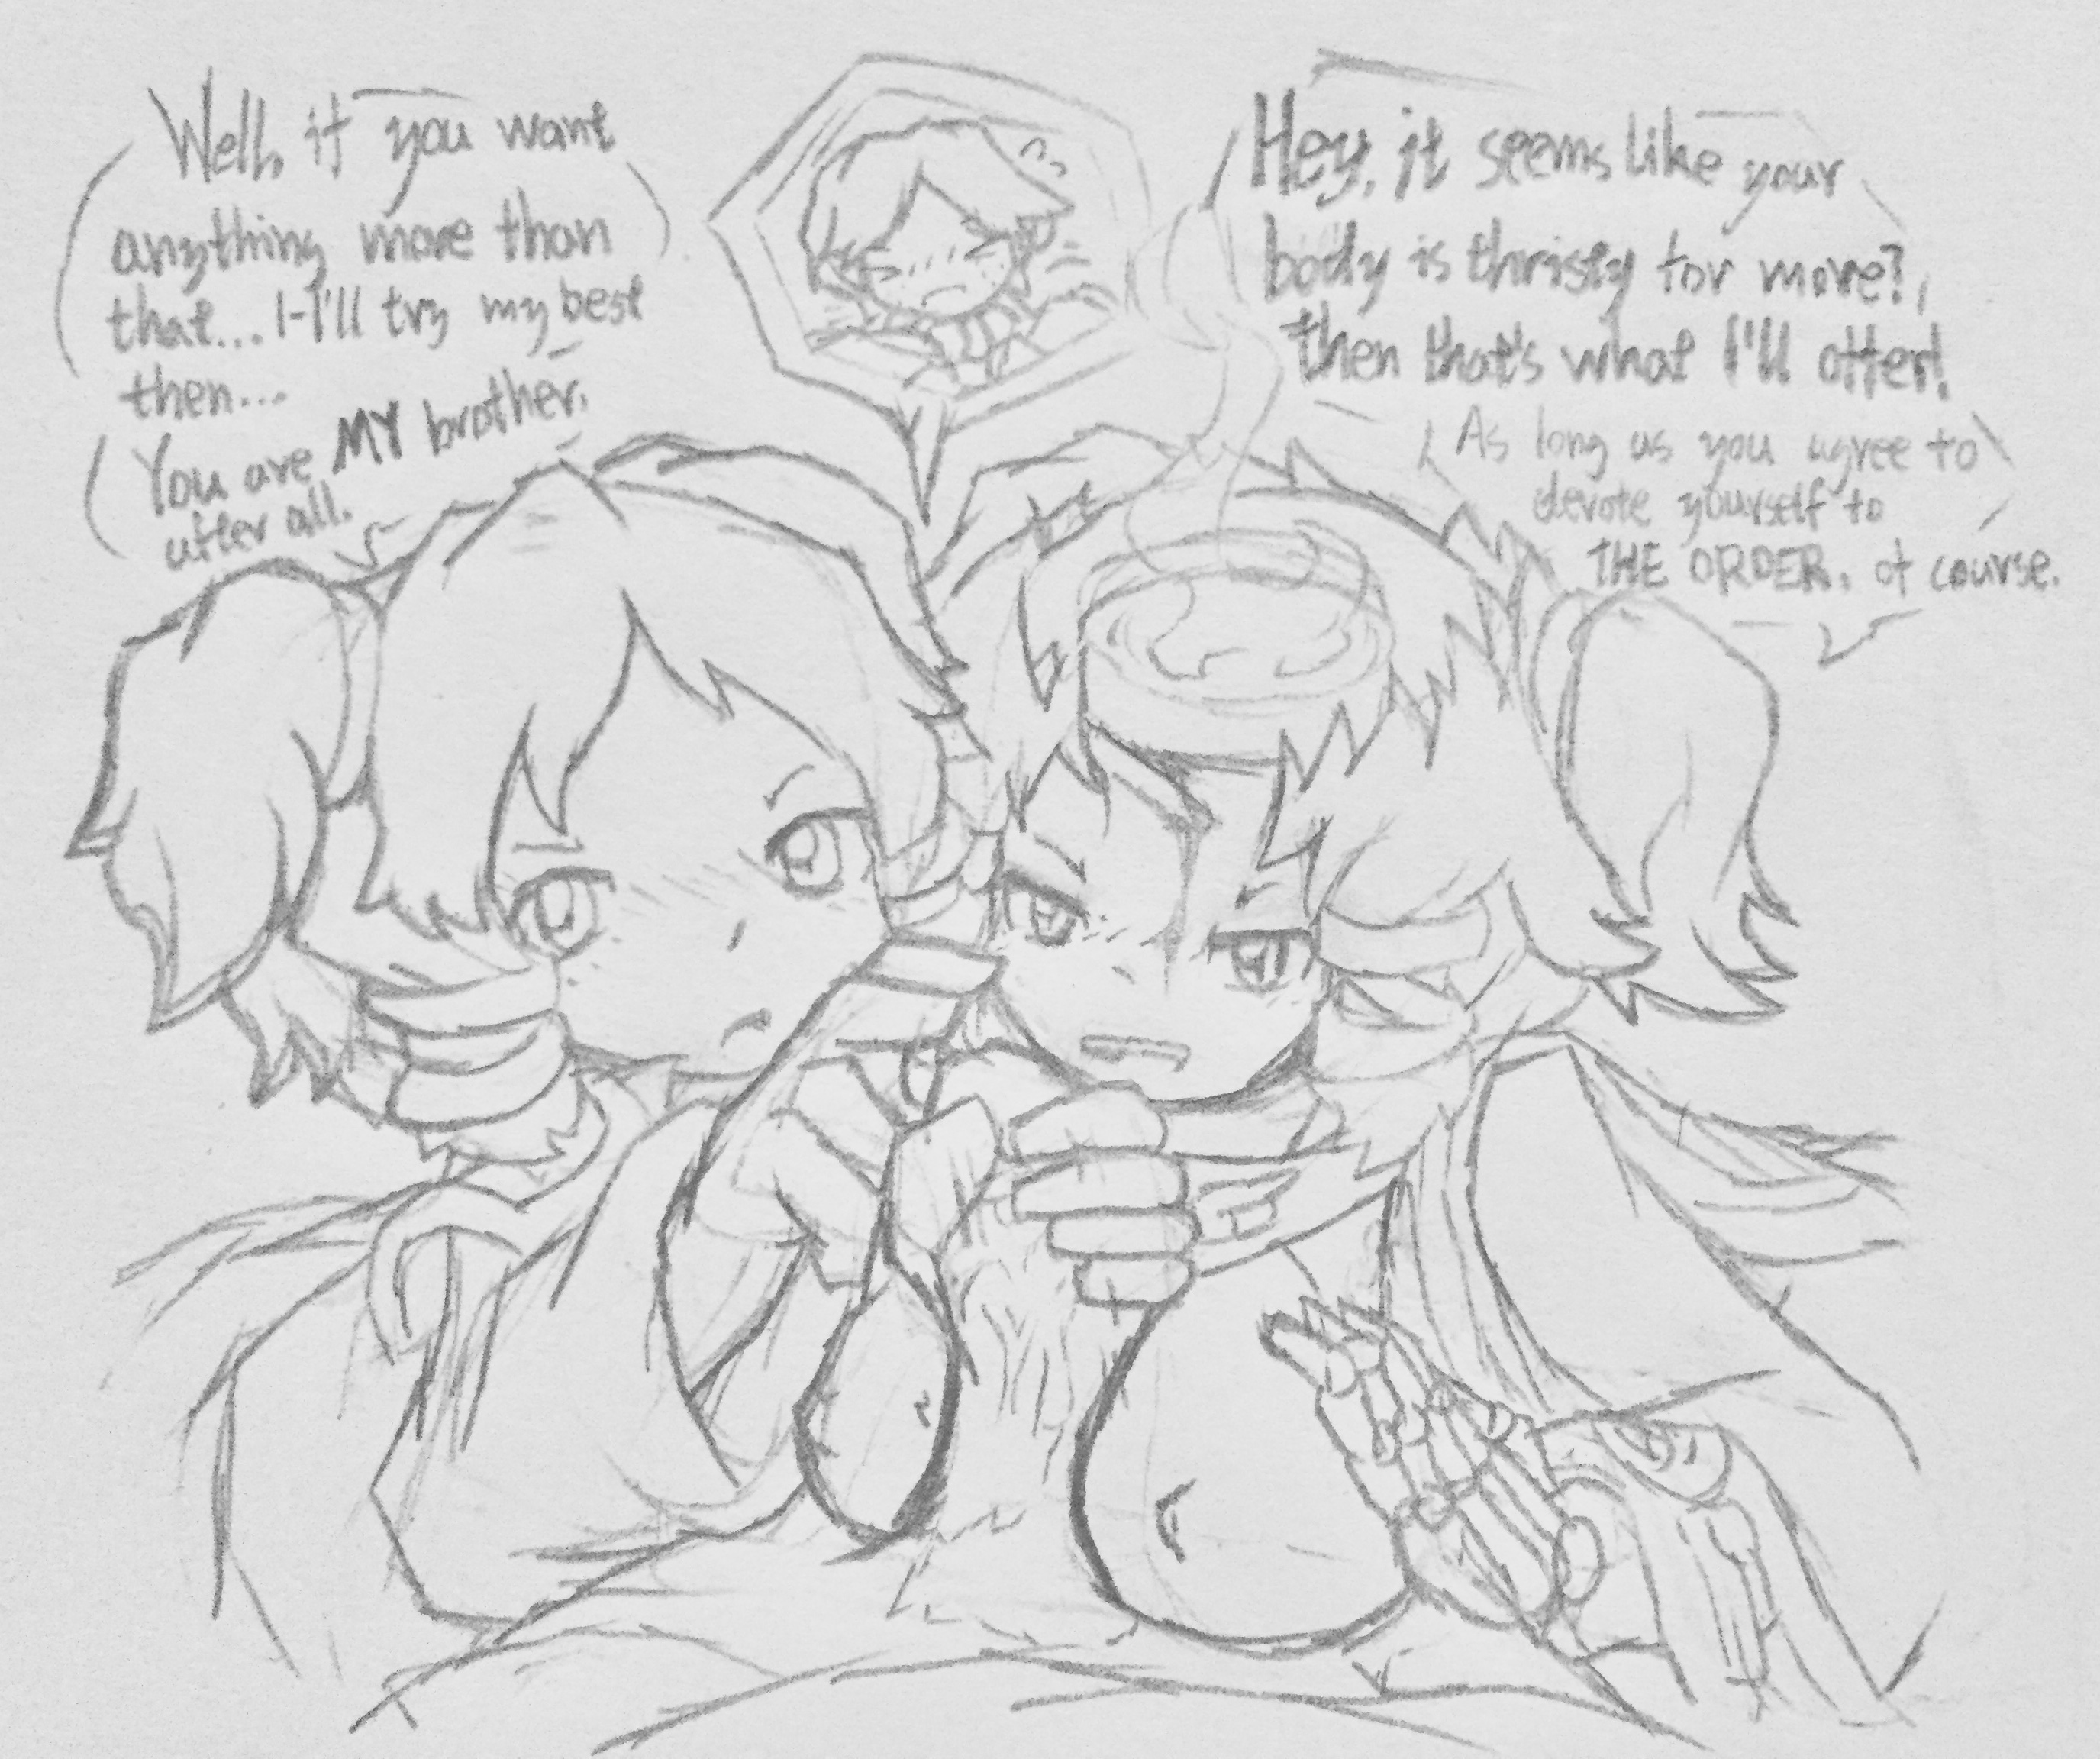 Well, if you want
anything more than
that... I-I'll try my best
then...
You are MY brother.
after all.
Hey, it seems like your
body is thristy for more?,
then that's what I'll offer!
As long as you agree to
devote yourself to
THE ORDER. of course.